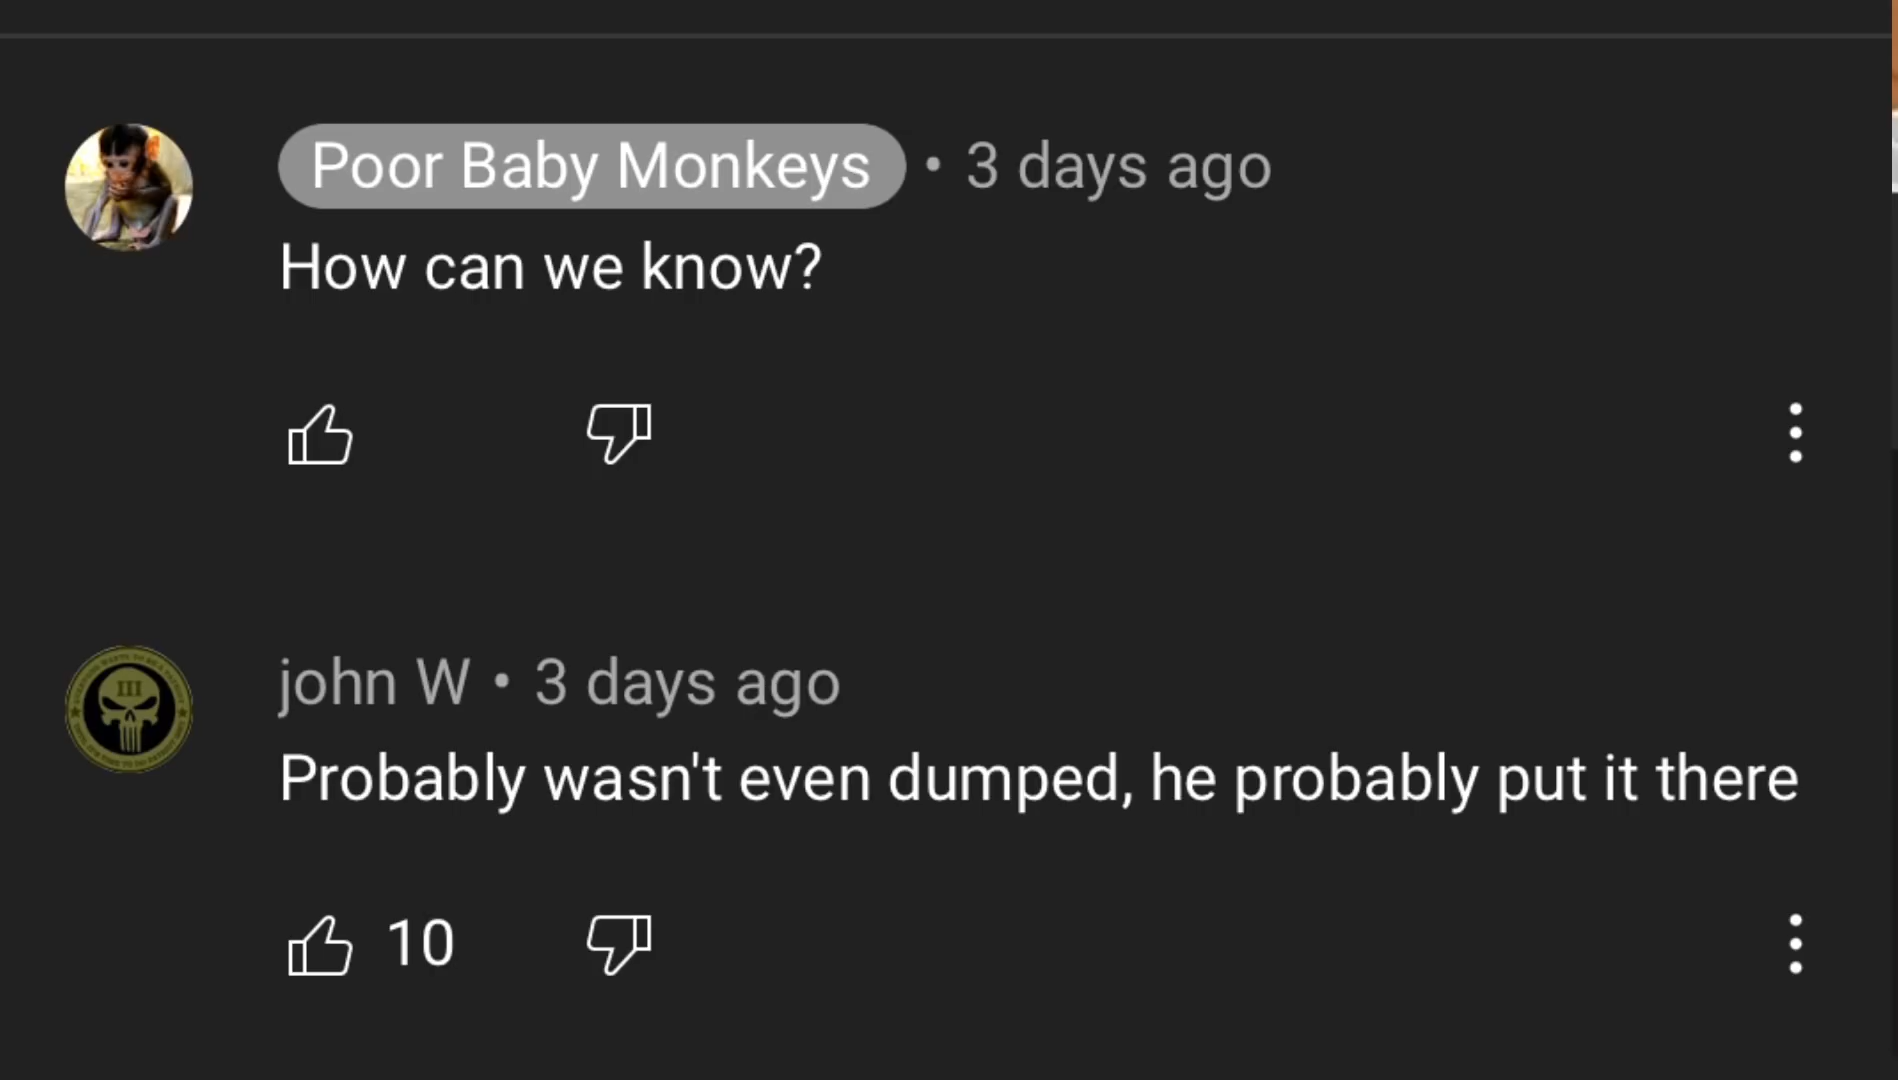 Poor Baby Monkeys • 3 days ago
How can we know?
III
john W • 3 days ago
Probably wasn't even dumped, he probably put it there
10